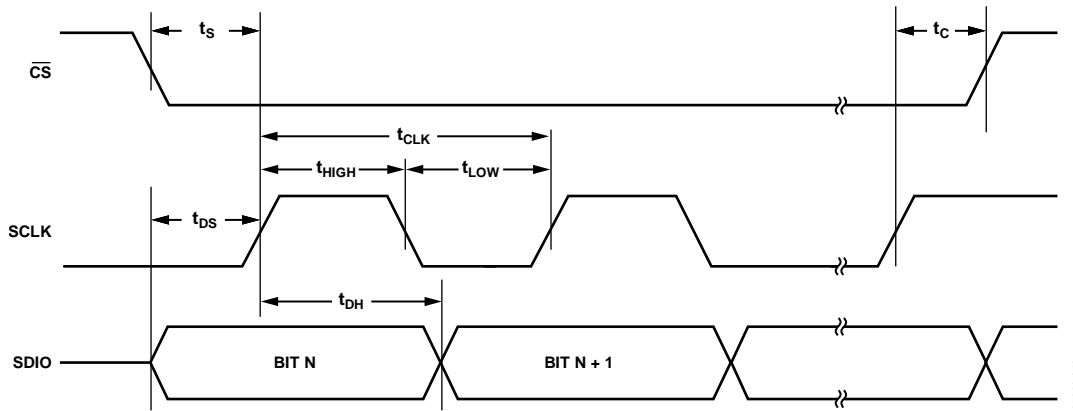 tS
tC
CS
tCLK
tHIGH
tLOW
tDS
SCLK
tDH
SDIO
BIT N
BIT N + 1